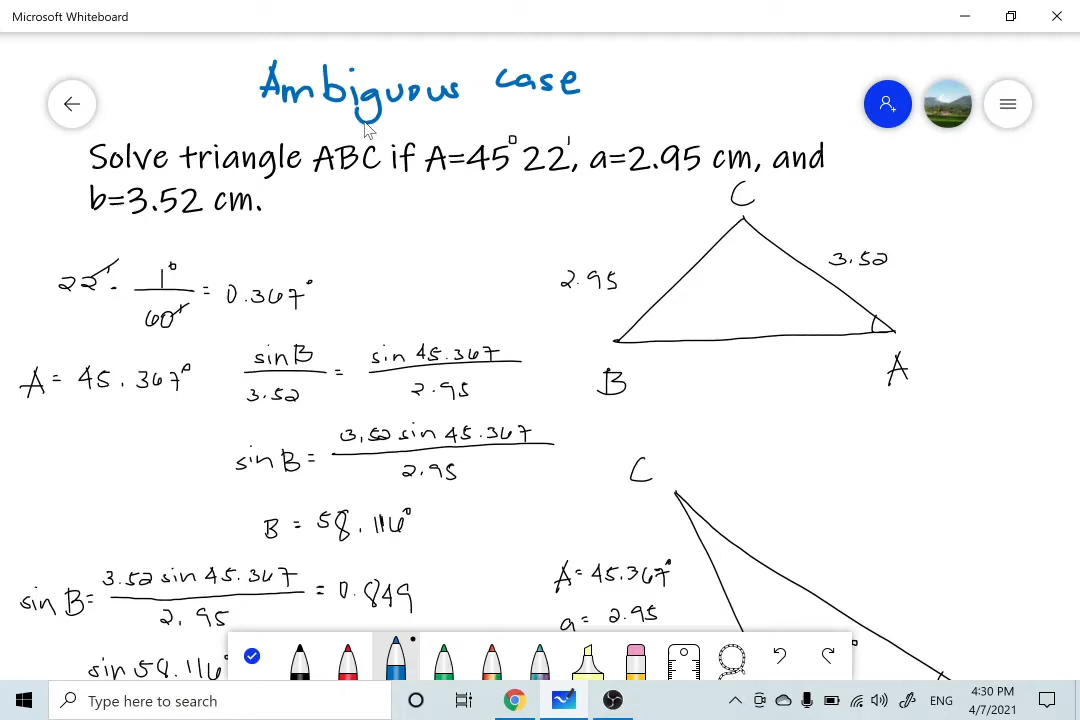 Microsoft Whiteboard
Ambiguous case
Solve triangle ABC if A=45°22', a=2.95 cm, and
b=3.52 cm.
C
2.95
3.52
B
A
22' · 1°/60' = 0.367°
A = 45.367°
sin B/3.52 = sin 45.367/2.95
sin B = 3.52 sin 45.367/2.95
B = 58.116°
sin B = 3.52 sin 45.367/2.95 = 0.849
sin 58.116°
C
A = 45.367°
a = 2.95
Type here to search
ENG
4:30 PM
4/7/2021